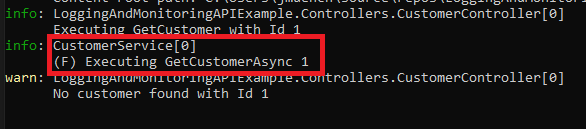 info: LoggingAndMonitoringAPIExample.Controllers.CustomerController[0]
Executing GetCustomer with Id 1
info: CustomerService[0]
(F) Executing GetCustomerAsync 1
warn: LoggingAndMonitoringAPIExample.Controllers.CustomerController[0]
No customer found with Id 1